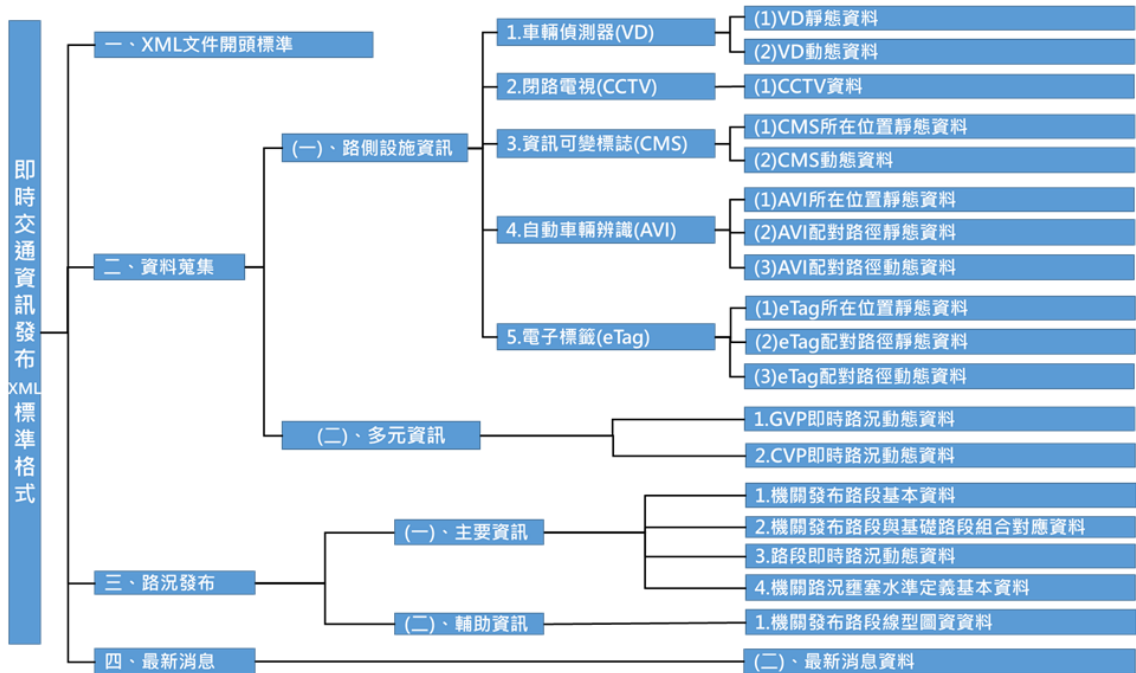 即時交通資訊發布XML標準格式
一、XML文件開頭標準
二、資料蒐集
(一)、路側設施資訊
1.車輛偵測器(VD)
(1)VD靜態資料
(2)VD動態資料
2.閉路電視(CCTV)
(1)CCTV資料
3.資訊可變標誌(CMS)
(1)CMS所在位置靜態資料
(2)CMS動態資料
4.自動車輛辨識(AVI)
(1)AVI所在位置靜態資料
(2)AVI配對路徑靜態資料
(3)AVI配對路徑動態資料
5.電子標籤(eTag)
(1)eTag所在位置靜態資料
(2)eTag配對路徑靜態資料
(3)eTag配對路徑動態資料
(二)、多元資訊
1.GVP即時路況動態資料
2.CVP即時路況動態資料
三、路況發布
(一)、主要資訊
1.機關發布路段基本資料
2.機關發布路段與基礎路段組合對應資料
3.路段即時路況動態資料
4.機關路況壅塞水準定義基本資料
(二)、輔助資訊
1.機關發布路段線型圖資資料
四、最新消息
(二)、最新消息資料